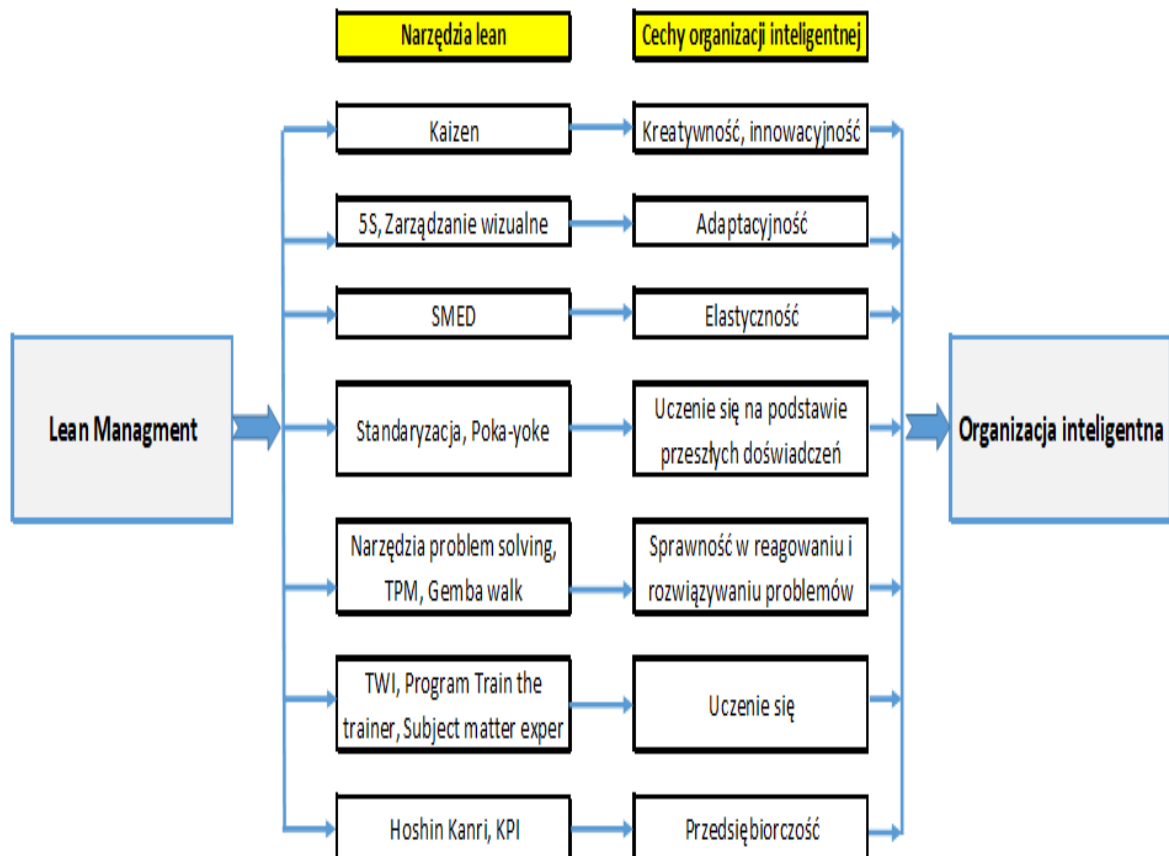 Narzędzia lean
Cechy organizacji inteligentnej
Kaizen
Kreatywność, innowacyjność
5S, Zarządzanie wizualne
Adaptacyjność
SMED
Elastyczność
Lean Managment
Standaryzacja, Poka-yoke
Uczenie się na podstawie
przeszłych doświadczeń
Organizacja inteligentna
Narzędzia problem solving,
TPM, Gemba walk
Sprawność w reagowaniu i
rozwiązywaniu problemów
TWI, Program Train the
trainer, Subject matter exper
Uczenie się
Hoshin Kanri, KPI
Przedsiębiorczość